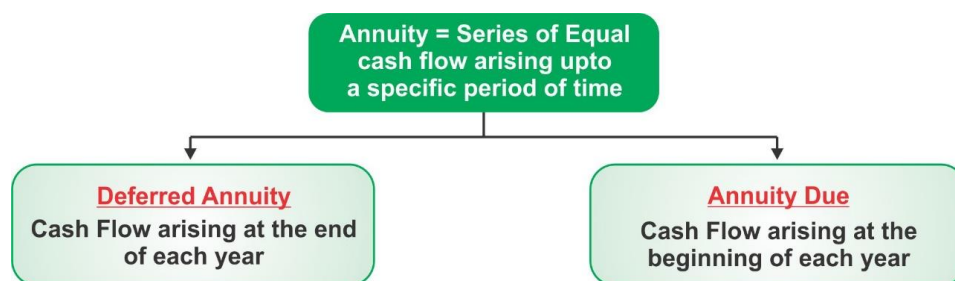 Annuity = Series of Equal
cash flow arising upto
a specific period of time
Deferred Annuity
Cash Flow arising at the end
of each year
Annuity Due
Cash Flow arising at the
beginning of each year